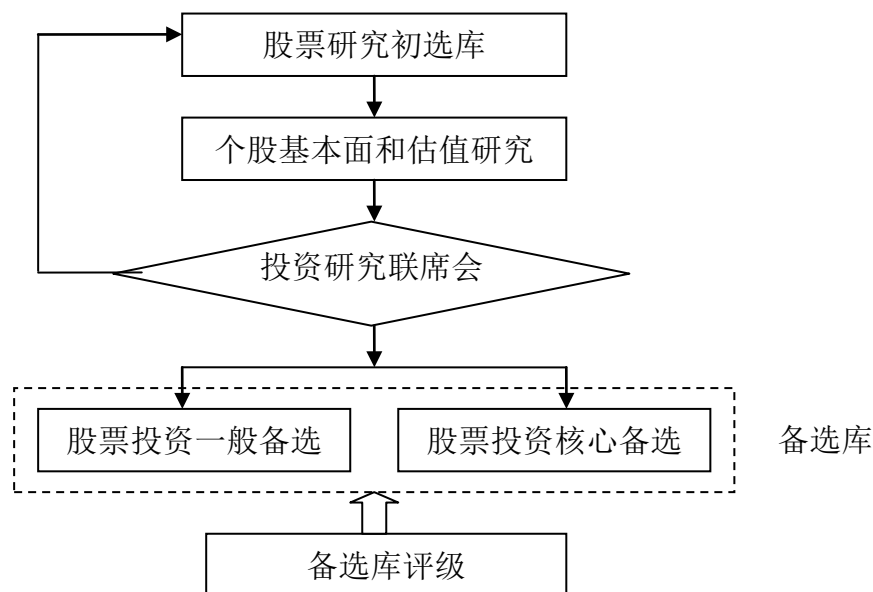 股票研究初选库
个股基本面和估值研究
投资研究联席会
股票投资一般备选
股票投资核心备选
备选库
备选库评级